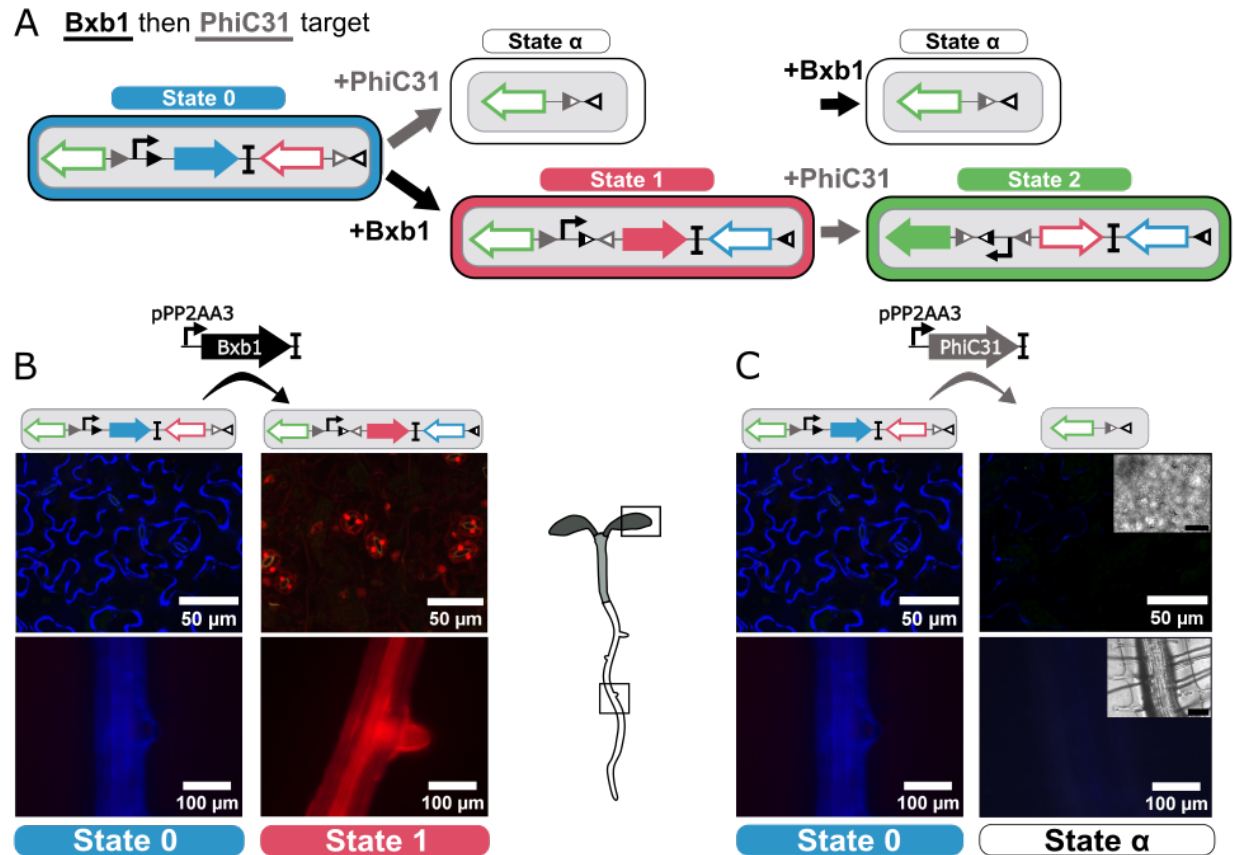 A Bxb1 then PhiC31 target
State 0
+PhiC31
State α
+Bxb1
State α
+Bxb1
State 1
+PhiC31
State 2
pPP2AA3
Bxb1
pPP2AA3
PhiC31
B
C
50 µm
50 µm
50 µm
50 µm
100 µm
100 µm
100 µm
100 µm
State 0
State 1
State 0
State α